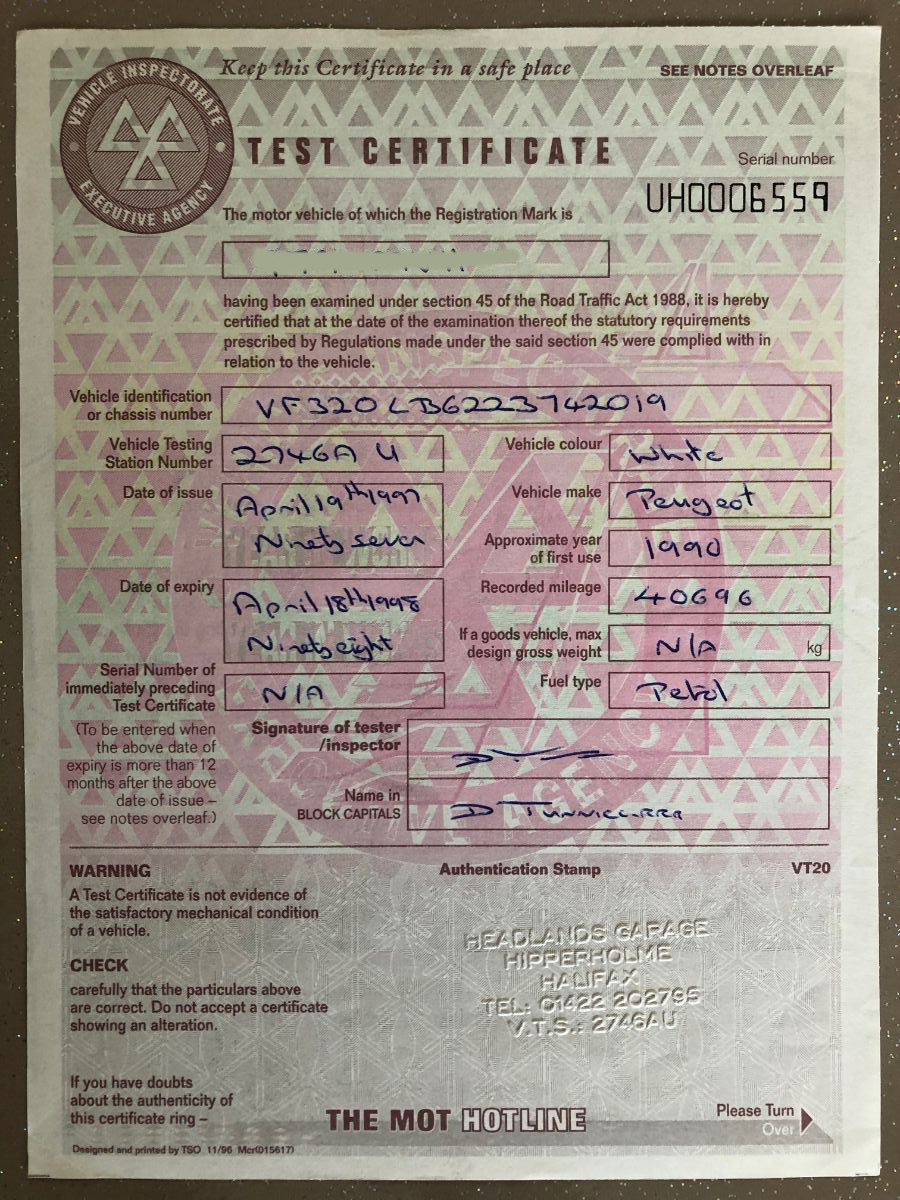 VEHICLE INSPECTORATE
EXECUTIVE AGENCY
Keep this Certificate in a safe place
SEE NOTES OVERLEAF
TEST CERTIFICATE
Serial number
UH0006559
The motor vehicle of which the Registration Mark is
having been examined under section 45 of the Road Traffic Act 1988, it is hereby
certified that at the date of the examination thereof the statutory requirements
prescribed by Regulations made under the said section 45 were complied with in
relation to the vehicle.
Vehicle identification
or chassis number
VF320LB6223742019
Vehicle Testing
Station Number
2746A U
Vehicle colour
White
Date of issue
April 19th 1997
Ninety seven
Vehicle make
Peugeot
Approximate year
of first use
1990
Date of expiry
April 18th 1998
Ninety eight
Recorded mileage
40696
If a goods vehicle, max
design gross weight
N/A
kg
Serial Number of
immediately preceding
Test Certificate
N/A
Fuel type
Petrol
(To be entered when
the above date of
expiry is more than 12
months after the above
date of issue –
see notes overleaf.)
Signature of tester
/inspector
Name in
BLOCK CAPITALS
D
WARNING
A Test Certificate is not evidence of
the satisfactory mechanical condition
of a vehicle.
Authentication Stamp
VT20
CHECK
carefully that the particulars above
are correct. Do not accept a certificate
showing an alteration.
HEADLANDS GARAGE
HIPPERHOLME
HALIFAX
TEL: 01422 202795
V.T.S.: 2746AU
If you have doubts
about the authenticity of
this certificate ring –
THE MOT HOTLINE
Please Turn
Over
Designed and printed by TSO 11/96 Mcr(015617)